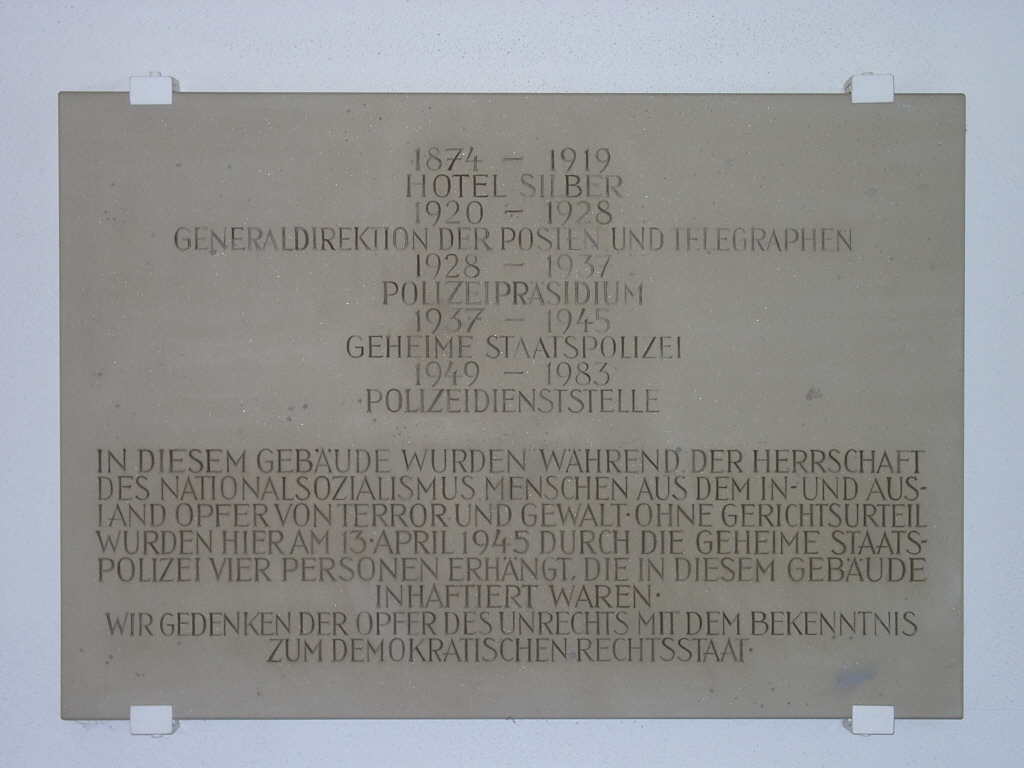 1874 – 1919
HOTEL SILBER
1920 – 1928
GENERALDIREKTION DER POSTEN UND TELEGRAPHEN
1928 – 1937
POLIZEIPRÄSIDIUM
1937 – 1945
GEHEIME STAATSPOLIZEI
1949 – 1983
POLIZEIDIENSTSTELLE
IN DIESEM GEBÄUDE WURDEN WÄHREND DER HERRSCHAFT
DES NATIONALSOZIALISMUS MENSCHEN AUS DEM IN-UND AUS-
LAND OPFER VON TERROR UND GEWALT·OHNE GERICHTSURTEIL
WURDEN HIER AM 13·APRIL 1945 DURCH DIE GEHEIME STAATS-
POLIZEI VIER PERSONEN ERHÄNGT, DIE IN DIESEM GEBÄUDE
INHAFTIERT WAREN·
WIR GEDENKEN DER OPFER DES UNRECHTS MIT DEM BEKENNTNIS
ZUM DEMOKRATISCHEN RECHTSSTAAT·